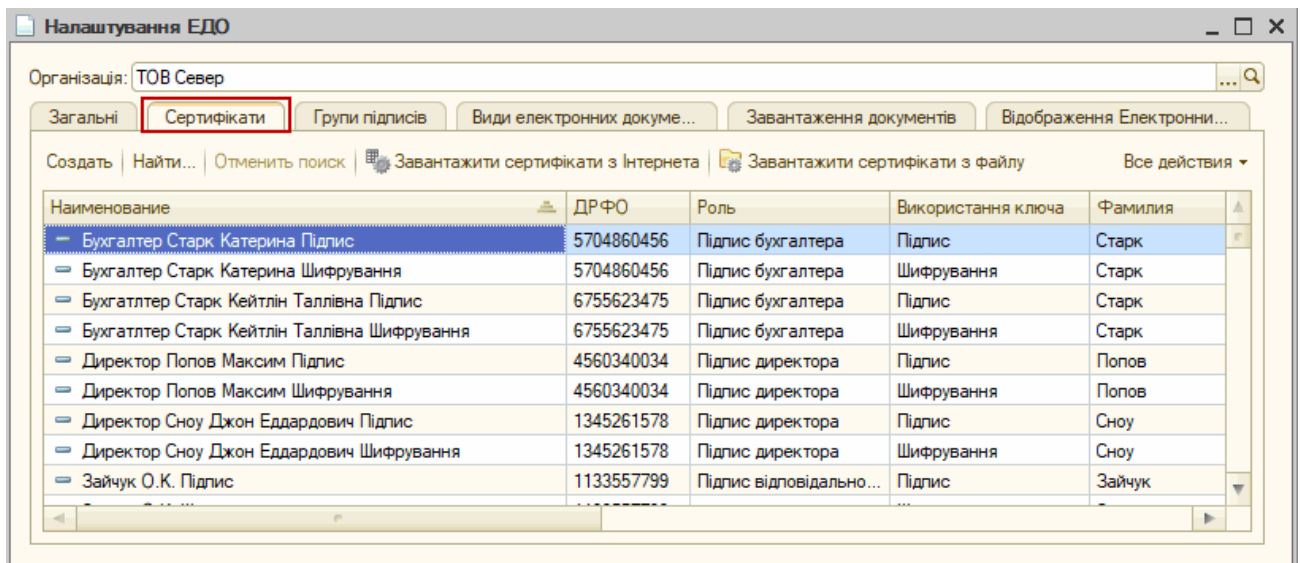 Налаштування ЕДО
Організація: ТОВ Север ...
Загальні Сертифікати Групи підписів Види електронних докуме... Завантаження документів Відображення Електронни...
Создать Найти... Отменить поиск Завантажити сертифікати з Інтернета Завантажити сертифікати з файлу Все действия
Наименование ДРФО Роль Використання ключа Фамилия
Бухгалтер Старк Катерина Підпис 5704860456 Підпис бухгалтера Підпис Старк
Бухгалтер Старк Катерина Шифрування 5704860456 Підпис бухгалтера Шифрування Старк
Бухгатлтер Старк Кейтлін Таллівна Підпис 6755623475 Підпис бухгалтера Підпис Старк
Бухгатлтер Старк Кейтлін Таллівна Шифрування 6755623475 Підпис бухгалтера Шифрування Старк
Директор Попов Максим Підпис 4560340034 Підпис директора Підпис Попов
Директор Попов Максим Шифрування 4560340034 Підпис директора Шифрування Попов
Директор Сноу Джон Еддардович Підпис 1345261578 Підпис директора Підпис Сноу
Директор Сноу Джон Еддардович Шифрування 1345261578 Підпис директора Шифрування Сноу
Зайчук О.К. Підпис 1133557799 Підпис відповідально... Підпис Зайчук